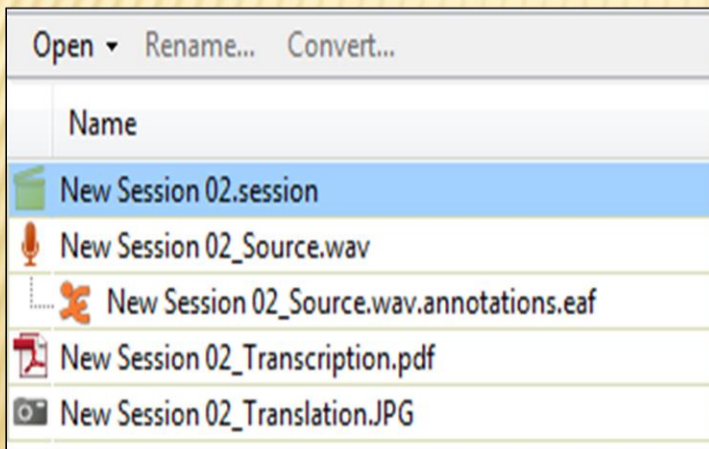 Open Rename... Convert...
Name
New Session 02.session
New Session 02_Source.wav
New Session 02_Source.wav.annotations.eaf
New Session 02_Transcription.pdf
New Session 02_Translation.JPG